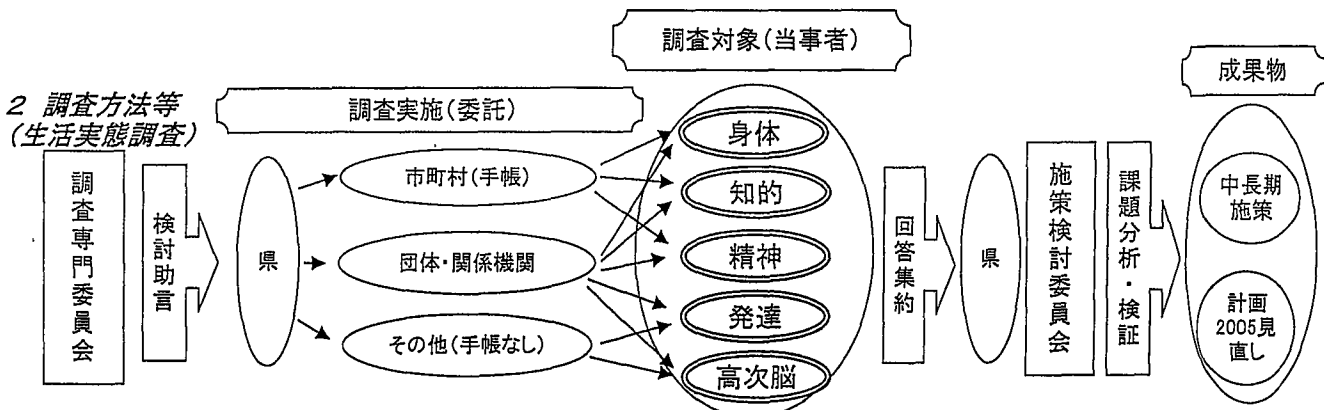 2 調査方法等
(生活実態調査)
調査専門委員会
検討助言
県
調査実施(委託)
市町村(手帳)
団体・関係機関
その他(手帳なし)
調査対象(当事者)
身体
知的
精神
発達
高次脳
回答集約
県
施策検討委員会
課題分析・検証
成果物
中長期
施策
計画
2005見
直し